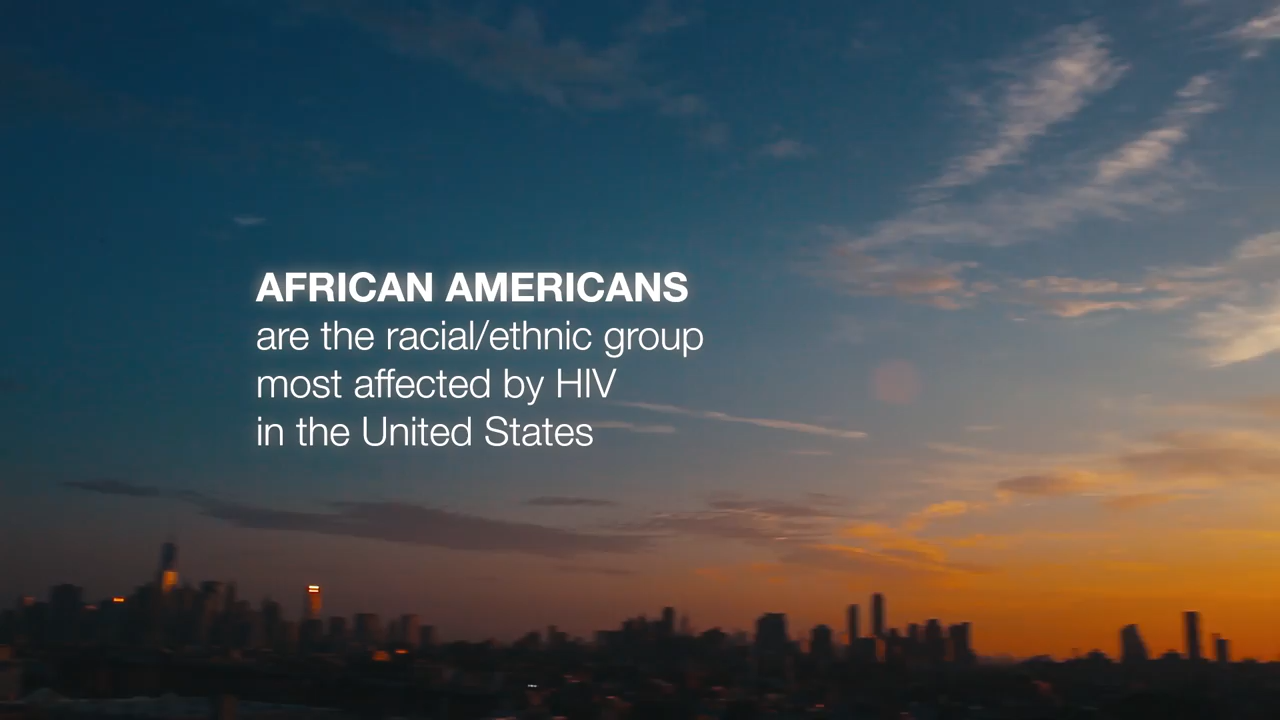 AFRICAN AMERICANS
are the racial/ethnic group
most affected by HIV
in the United States